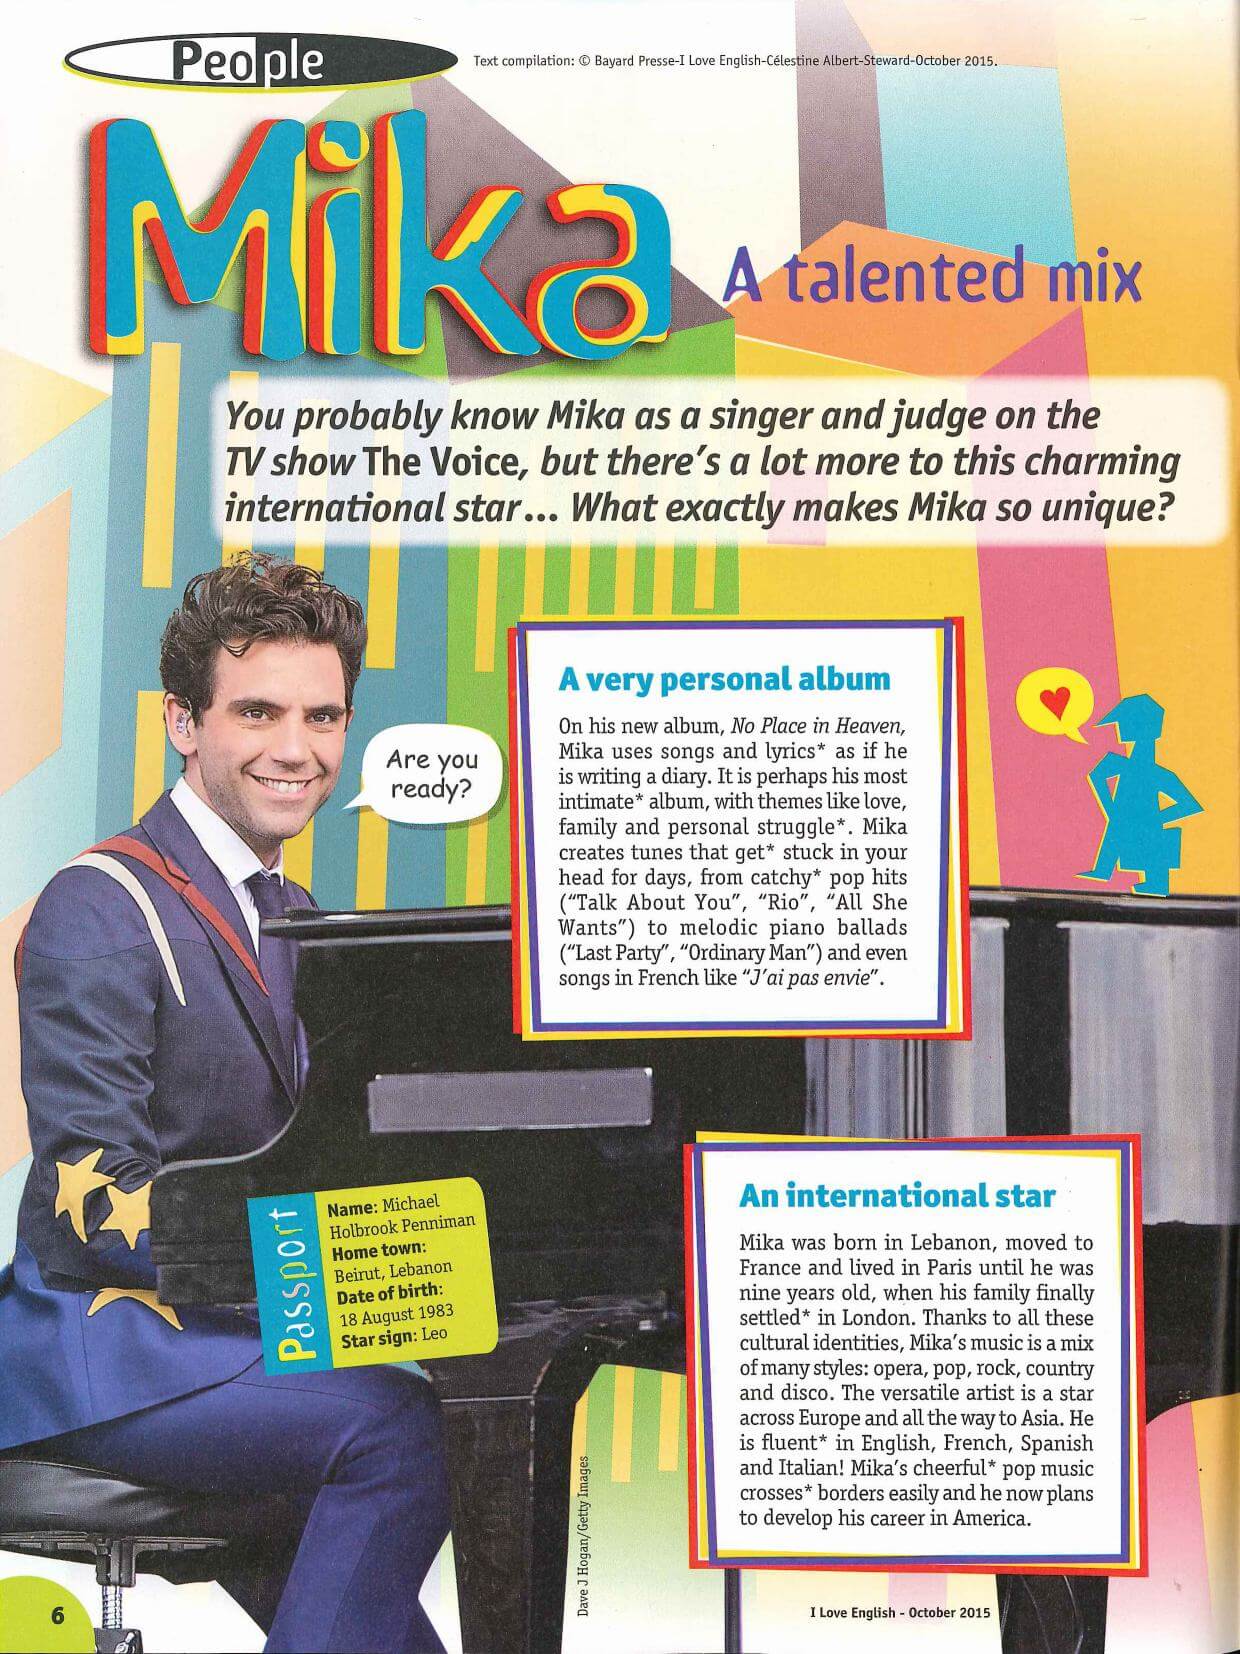 People
Text compilation: © Bayard Presse-I Love English-Célestine Albert-Steward-October 2015.
Mika
A talented mix
You probably know Mika as a singer and judge on the
TV show The Voice, but there's a lot more to this charming
international star... What exactly makes Mika so unique?
Are you
ready?
A very personal album
On his new album, No Place in Heaven,
Mika uses songs and lyrics* as if he
is writing a diary. It is perhaps his most
intimate* album, with themes like love,
family and personal struggle*. Mika
creates tunes that get* stuck in your
head for days, from catchy* pop hits
("Talk About You", "Rio", "All She
Wants") to melodic piano ballads
("Last Party", "Ordinary Man") and even
songs in French like "J'ai pas envie".
Passport
Name: Michael
Holbrook Penniman
Home town:
Beirut, Lebanon
Date of birth:
18 August 1983
Star sign: Leo
An international star
Mika was born in Lebanon, moved to
France and lived in Paris until he was
nine years old, when his family finally
settled* in London. Thanks to all these
cultural identities, Mika's music is a mix
of many styles: opera, pop, rock, country
and disco. The versatile artist is a star
across Europe and all the way to Asia. He
is fluent* in English, French, Spanish
and Italian! Mika's cheerful* pop music
crosses* borders easily and he now plans
to develop his career in America.
Dave J Hogan/Getty Images
6
I Love English - October 2015